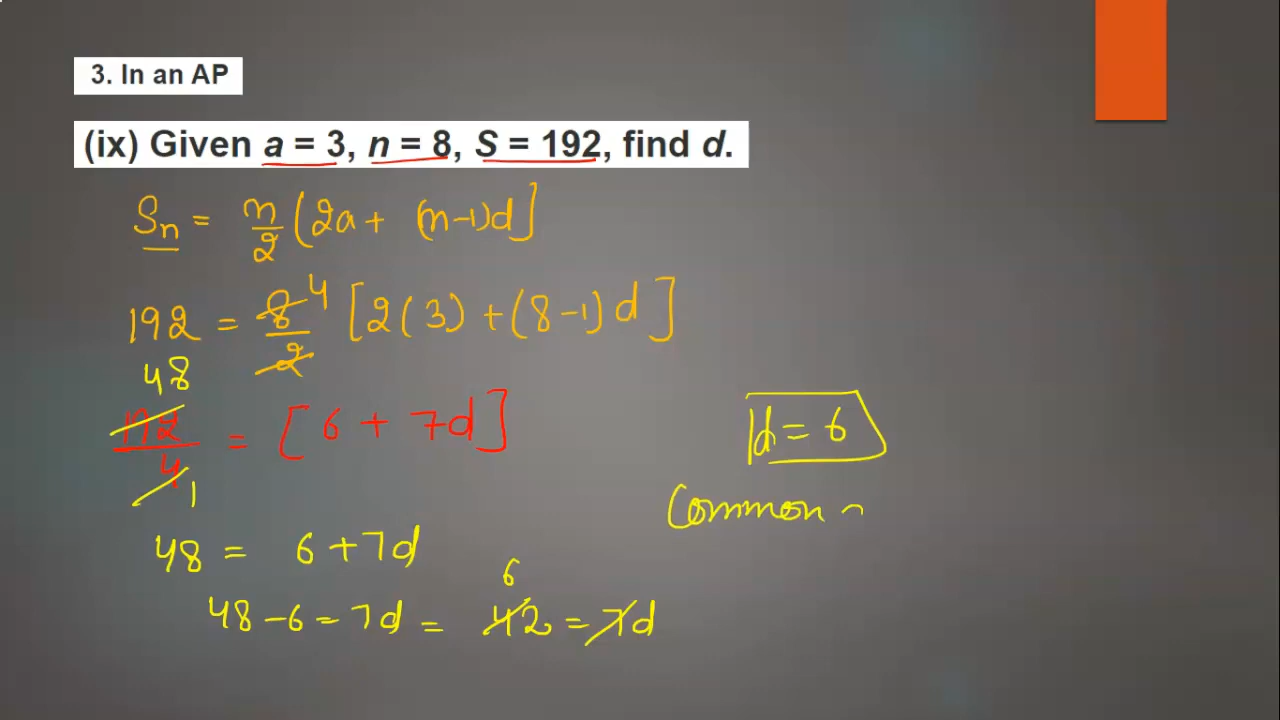 3. In an AP
(ix) Given a = 3, n = 8, S = 192, find d.
Sn = n/2 (2a + (n-1)d]
192 = 8/2 4 [2(3) + (8-1)d]
48
192/4 = [6 + 7d]
1
48 = 6 + 7d
6
48 - 6 = 7d = 42 = 7d
d = 6
Common